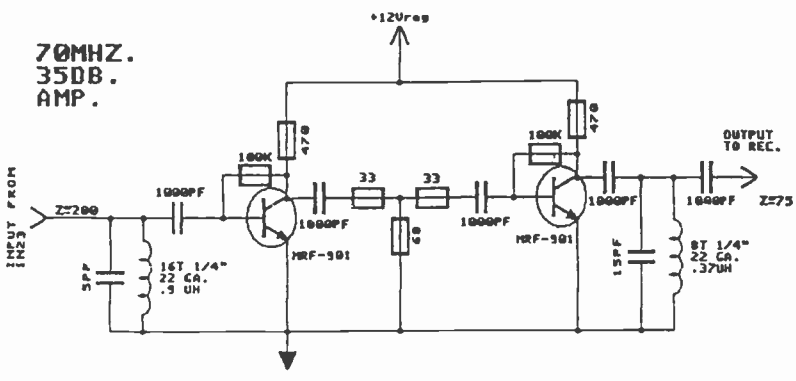 +12Vreg
70MHZ.
35DB.
AMP.
100K
470
100K
470
OUTPUT
TO REC.
INPUT FROM
IN23
Z=200
1000PF
1000PF
33
33
1000PF
1000PF
1000PF
Z=75
MRF-901
68
MRF-901
5PF
16T 1/4"
22 GA.
.9 UH
15PF
8T 1/4"
22 GA.
.37UH